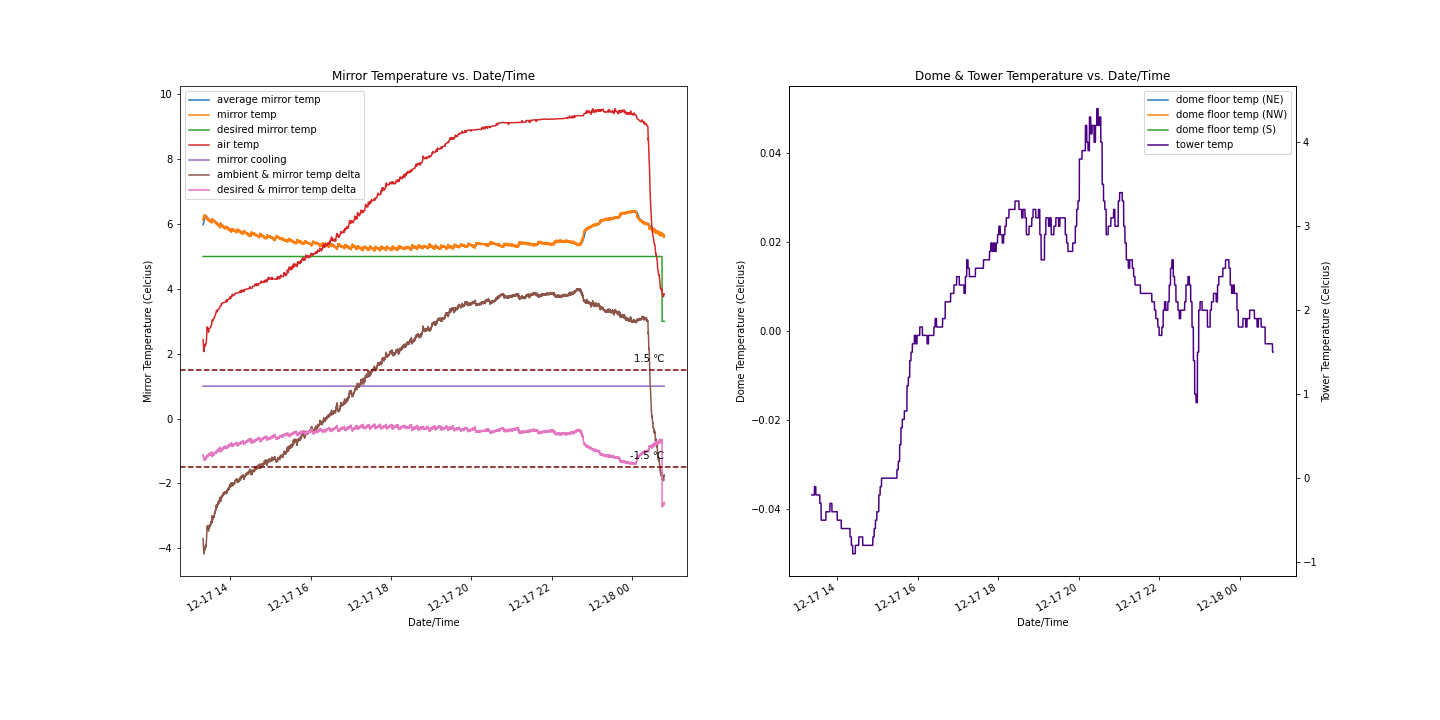 Mirror Temperature vs. Date/Time
10
8
6
4
2
0
−2
−4
Mirror Temperature (Celcius)
average mirror temp
mirror temp
desired mirror temp
air temp
mirror cooling
ambient & mirror temp delta
desired & mirror temp delta
1.5 °C
-1.5 °C
12-17 14
12-17 16
12-17 18
12-17 20
12-17 22
12-18 00
Date/Time
Dome & Tower Temperature vs. Date/Time
0.04
0.02
0.00
−0.02
−0.04
Dome Temperature (Celcius)
dome floor temp (NE)
dome floor temp (NW)
dome floor temp (S)
tower temp
4
3
2
1
0
−1
Tower Temperature (Celcius)
12-17 14
12-17 16
12-17 18
12-17 20
12-17 22
12-18 00
Date/Time